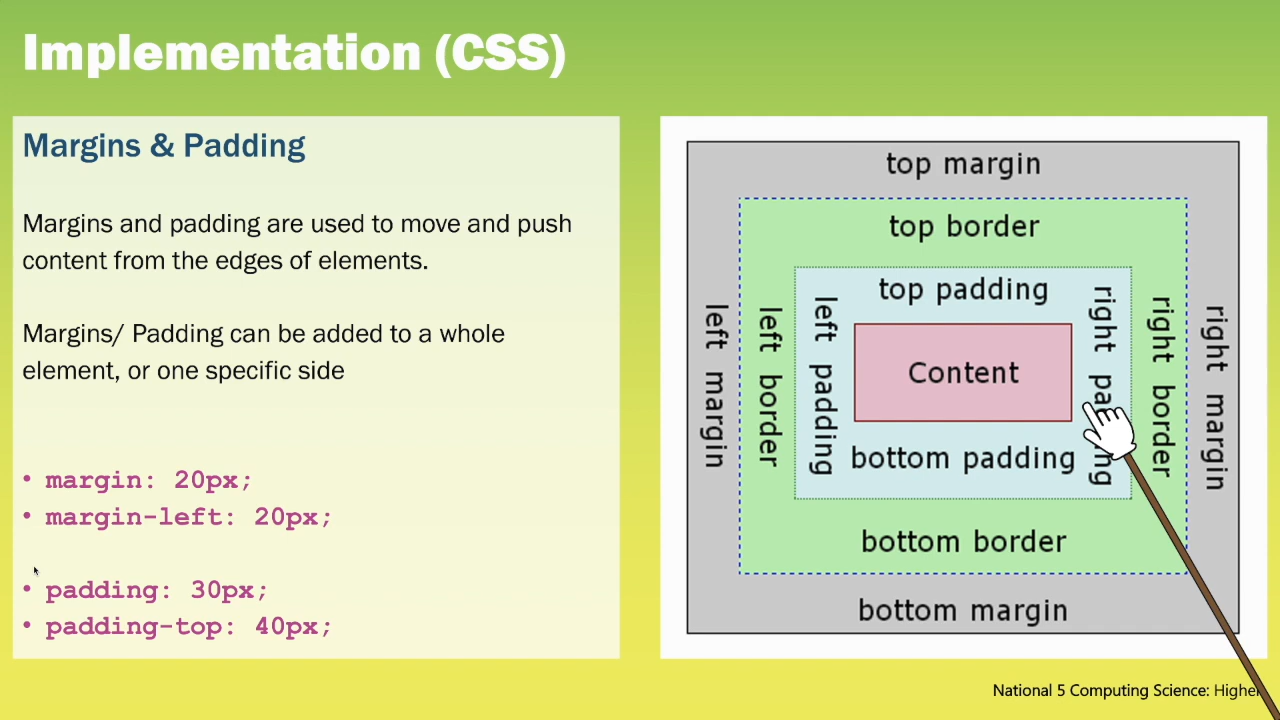 Implementation (CSS)
Margins & Padding
Margins and padding are used to move and push
content from the edges of elements.
Margins/ Padding can be added to a whole
element, or one specific side
• margin: 20px;
• margin-left: 20px;
• padding: 30px;
• padding-top: 40px;
top margin
top border
top padding
left margin
left border
left padding
Content
right padding
right border
right margin
bottom padding
bottom border
bottom margin
National 5 Computing Science: Higher